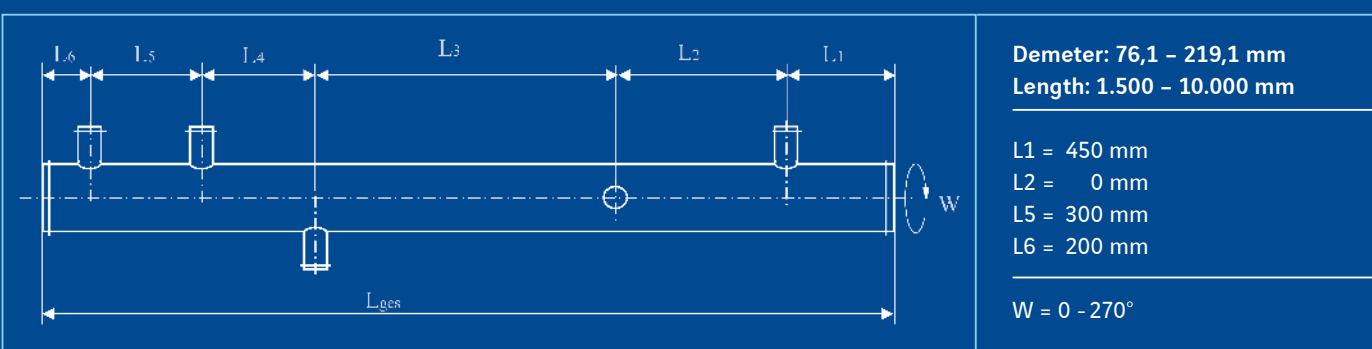 L6 L5 L4 L3 L2 L1
W
Lges
Demeter: 76,1 – 219,1 mm
Length: 1.500 – 10.000 mm
L1 = 450 mm
L2 = 0 mm
L5 = 300 mm
L6 = 200 mm
W = 0 - 270°